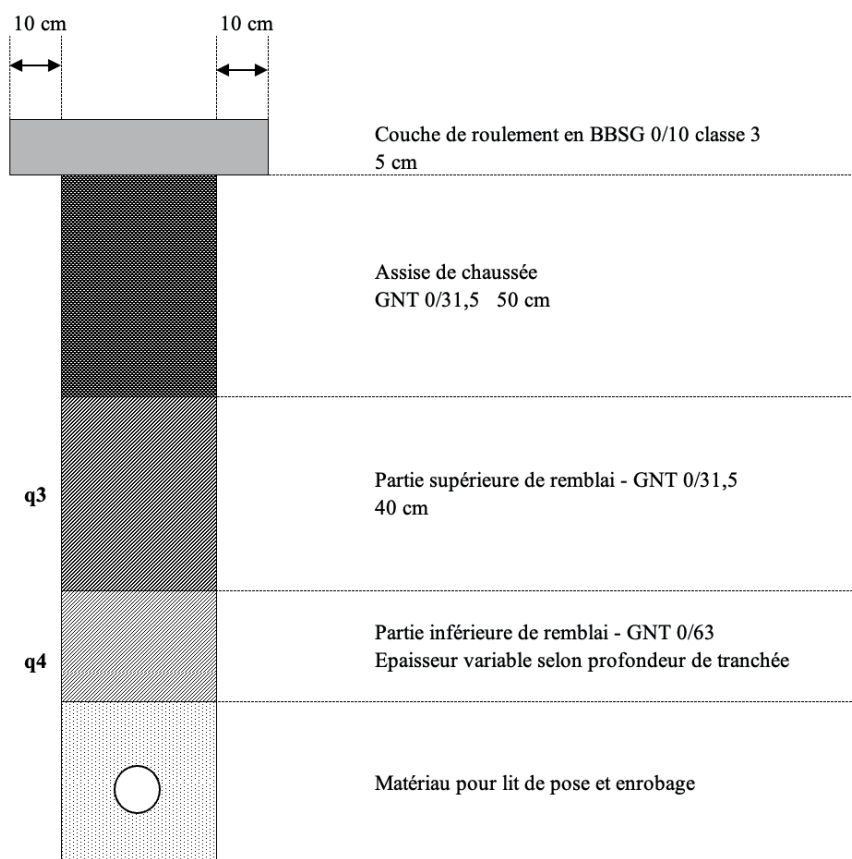 10 cm
10 cm
Couche de roulement en BBSG 0/10 classe 3
5 cm
Assise de chaussée
GNT 0/31,5 50 cm
q3
Partie supérieure de remblai - GNT 0/31,5
40 cm
q4
Partie inférieure de remblai - GNT 0/63
Epaisseur variable selon profondeur de tranchée
Matériau pour lit de pose et enrobage